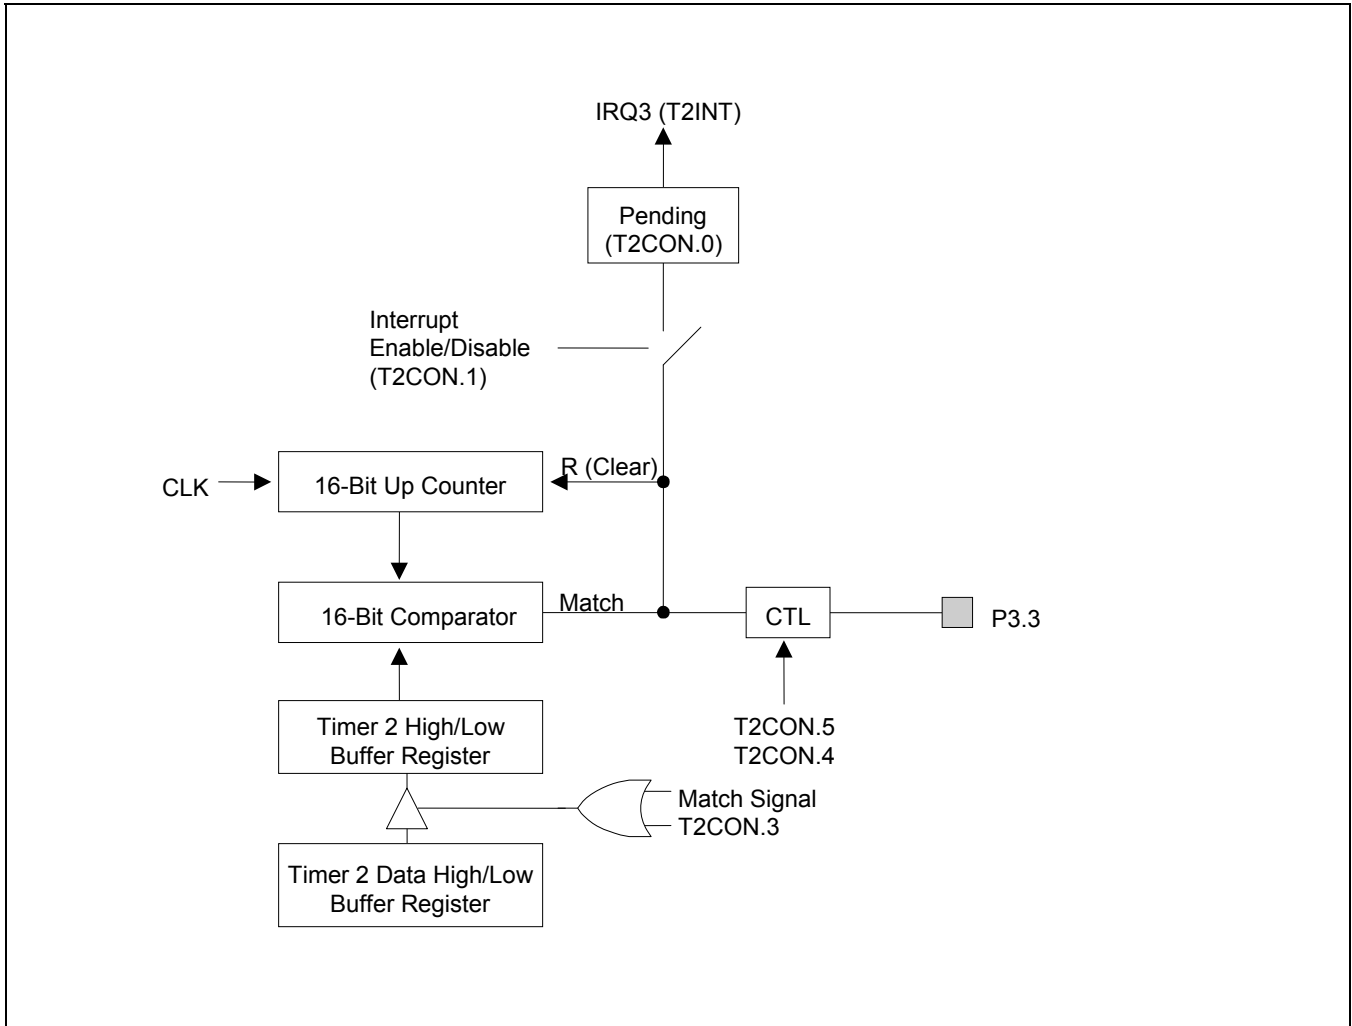 IRQ3 (T2INT)
Pending
(T2CON.0)
Interrupt
Enable/Disable
(T2CON.1)
R (Clear)
CLK
16-Bit Up Counter
16-Bit Comparator
Match
CTL
P3.3
Timer 2 High/Low
Buffer Register
T2CON.5
T2CON.4
Match Signal
T2CON.3
Timer 2 Data High/Low
Buffer Register